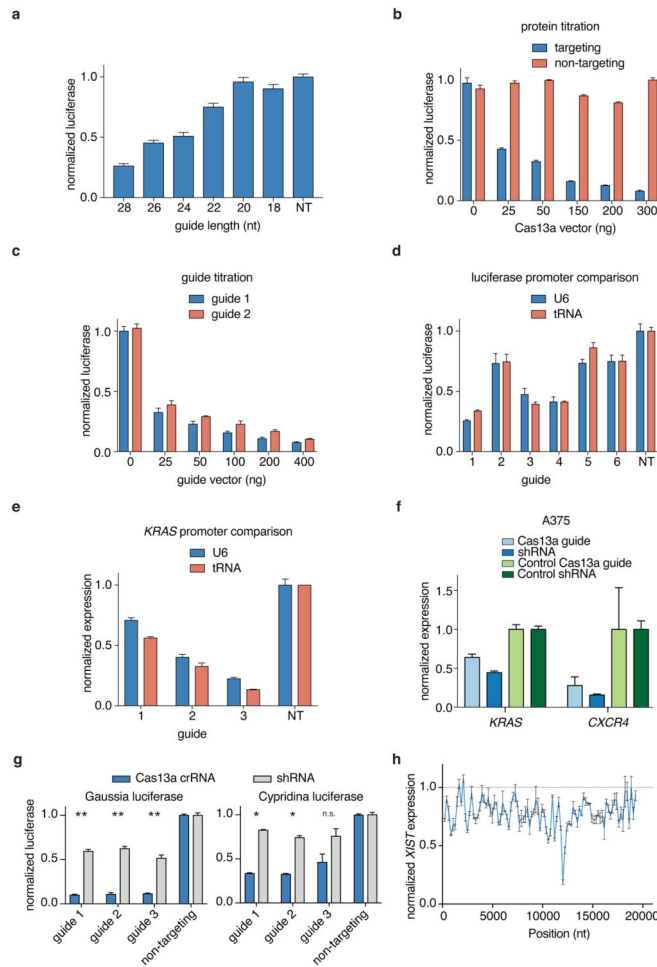 a
normalized luciferase
1.0
0.5
0.0
28 26 24 22 20 18 NT
guide length (nt)
b
protein titration
targeting
non-targeting
normalized luciferase
1.0
0.5
0.0
0 25 50 150 200 300
Cas13a vector (ng)
c
guide titration
guide 1
guide 2
normalized luciferase
1.0
0.5
0.0
0 25 50 100 200 400
guide vector (ng)
d
luciferase promoter comparison
U6
tRNA
normalized luciferase
1.0
0.5
0.0
1 2 3 4 5 6 NT
guide
e
KRAS promoter comparison
U6
tRNA
normalized expression
1.0
0.5
0.0
1 2 3 NT
guide
f
A375
Cas13a guide
shRNA
Control Cas13a guide
Control shRNA
normalized expression
1.5
1.0
0.5
0.0
KRAS CXCR4
g
Cas13a crRNA shRNA
Gaussia luciferase
normalized luciferase
1.0
0.5
0.0
** ** **
guide 1 guide 2 guide 3 non-targeting
Cypridina luciferase
1.0
0.5
0.0
* * n.s.
guide 1 guide 2 guide 3 non-targeting
h
normalized XIST expression
1.0
0.5
0.0
0 5000 10000 15000 20000
Position (nt)